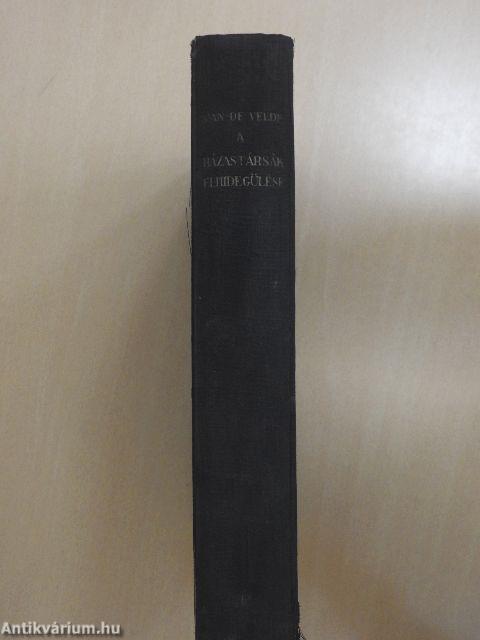 VAN DE VELDE
A
HÁZASTÁRSAK
ELHIDEGÜLÉSE
Antikvárium.hu